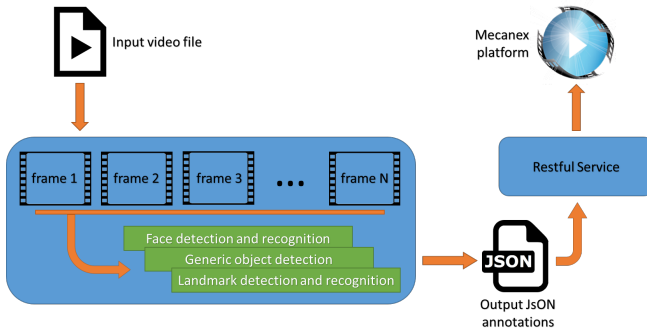 Input video file
Mecanex
platform
frame 1
frame 2
frame 3
...
frame N
Restful Service
Face detection and recognition
Generic object detection
Landmark detection and recognition
JSON
Output JsON
annotations